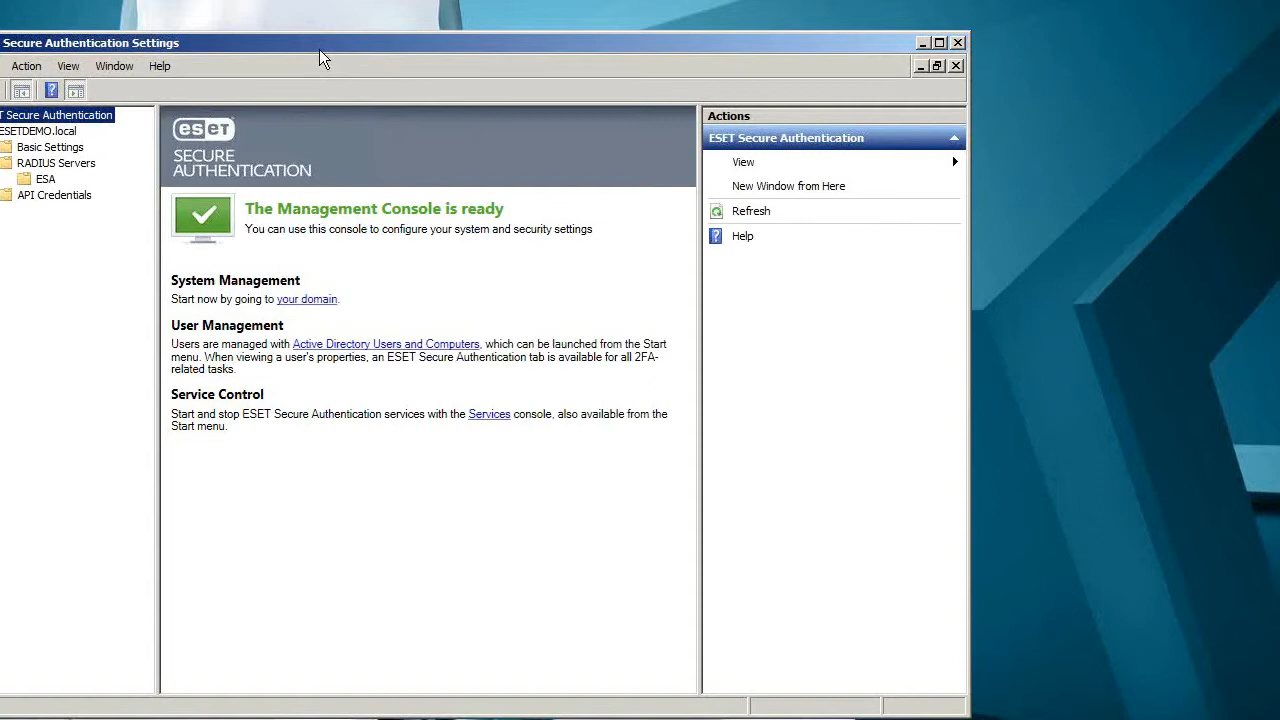 Secure Authentication Settings
Action View Window Help
T Secure Authentication
ESETDEMO.local
Basic Settings
RADIUS Servers
ESA
API Credentials
eset
SECURE
AUTHENTICATION
The Management Console is ready
You can use this console to configure your system and security settings
System Management
Start now by going to your domain.
User Management
Users are managed with Active Directory Users and Computers, which can be launched from the Start
menu. When viewing a user's properties, an ESET Secure Authentication tab is available for all 2FA-
related tasks.
Service Control
Start and stop ESET Secure Authentication services with the Services console, also available from the
Start menu.
Actions
ESET Secure Authentication
View
New Window from Here
Refresh
Help